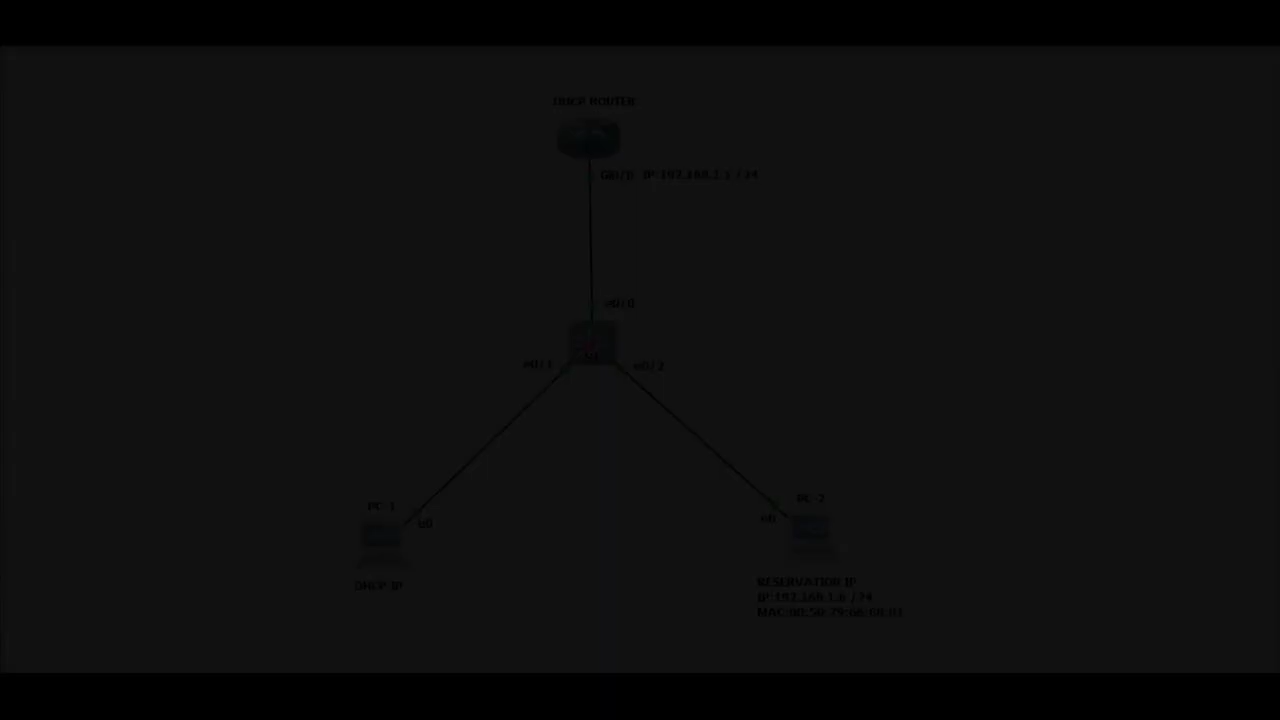 DHCP ROUTER
G0/0 IP:192.168.1.1 /24
e0/0
e0/1
e0/2
PC-1
PC-2
e0
e0
DHCP IP
RESERVATION IP
IP:192.168.1.6 /24